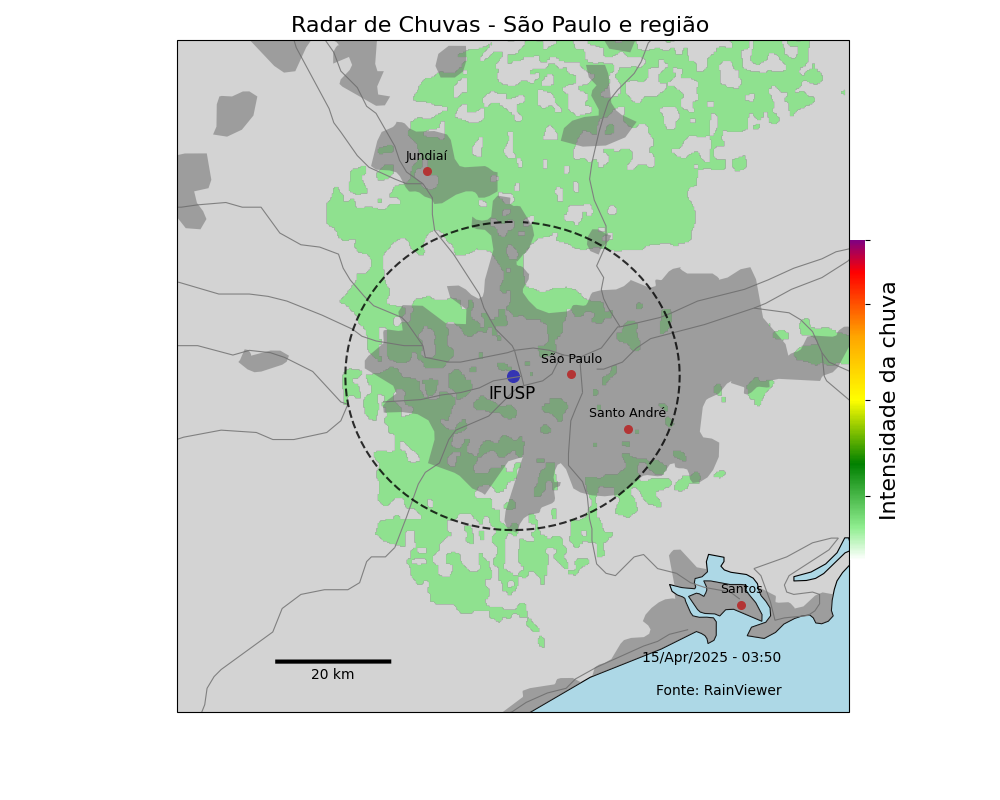 Radar de Chuvas - São Paulo e região
Jundiaí
São Paulo
IFUSP
Santo André
Intensidade da chuva
Santos
15/Apr/2025 - 03:50
20 km
Fonte: RainViewer